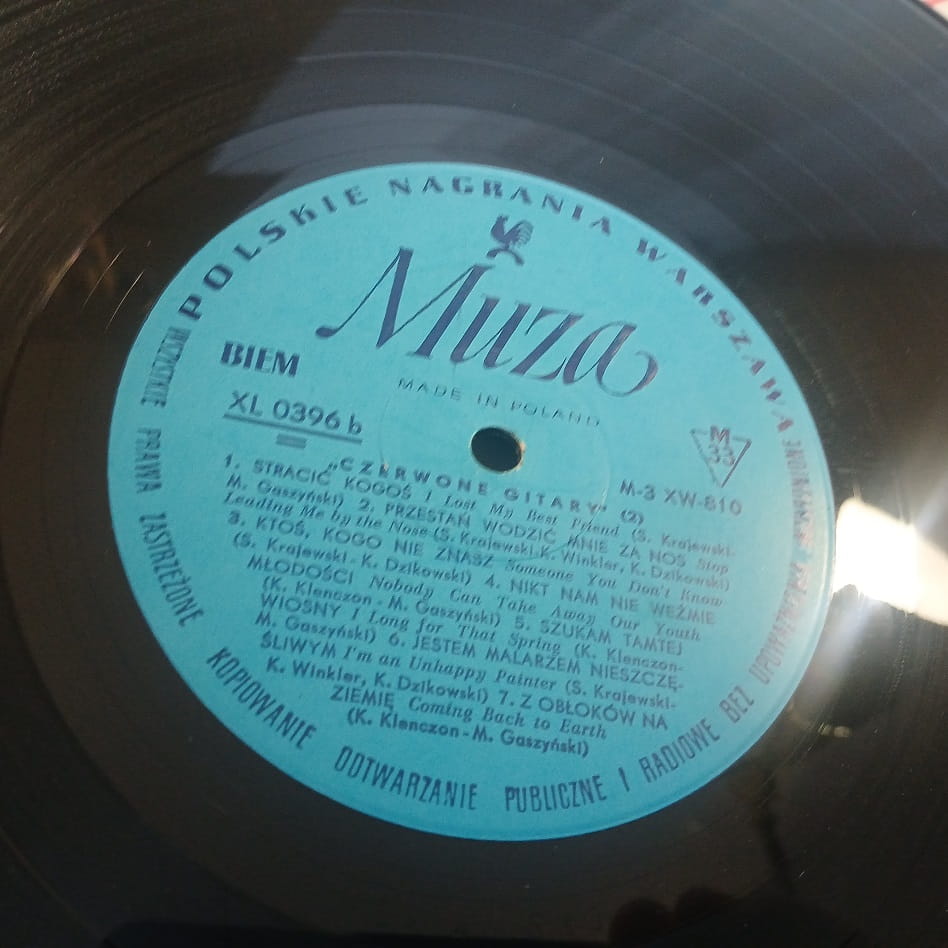 POLSKIE NAGRANIA WARSZAWA
Muza
MADE IN POLAND
BIEM
XL 0396 b
M
33
M-3 XW-810
„CZERWONE GITARY" (2)
1. STRACIĆ KOGOŚ I Lost My Best Friend (S. Krajewski-
M. Gaszyński) 2. PRZESTAŃ WODZIĆ MNIE ZA NOS Stop
Leading Me by the Nose (S. Krajewski-K. Winkler, K. Dzikowski)
3. KTOŚ, KOGO NIE ZNASZ Someone You Don't Know
(S. Krajewski-K. Dzikowski) 4. NIKT NAM NIE WEŹMIE
MŁODOŚCI Nobody Can Take Away Our Youth
(K. Klenczon-M. Gaszyński) 5. SZUKAM TAMTEJ
WIOSNY I Long for That Spring (K. Klenczon-
M. Gaszyński) 6. JESTEM MALARZEM NIESZCZĘ-
ŚLIWYM I'm an Unhappy Painter (S. Krajewski-
K. Winkler, K. Dzikowski) 7. Z OBŁOKÓW NA
ZIEMIĘ Coming Back to Earth
(K. Klenczon-M. Gaszyński)
WSZYSTKIE PRAWA ZASTRZEŻONE
KOPIOWANIE ODTWARZANIE PUBLICZNE I RADIOWE BEZ